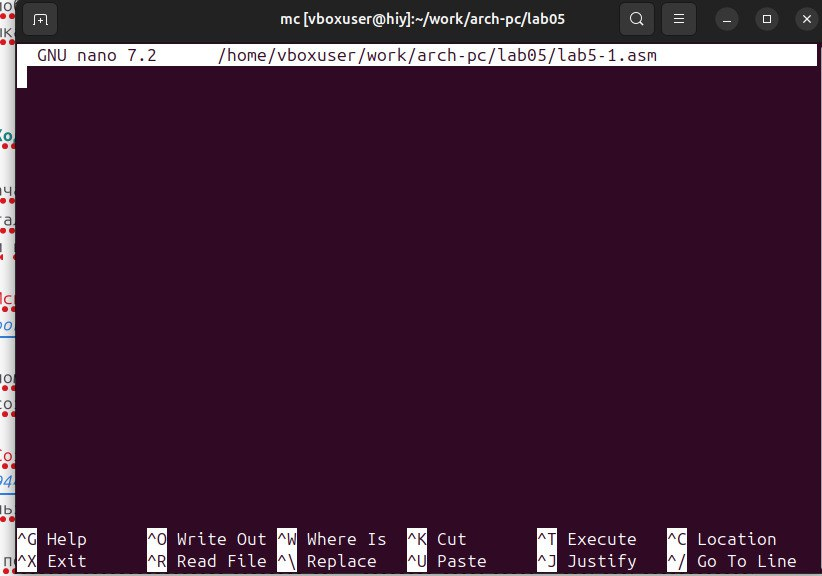 mc [vboxuser@hiy]:~/work/arch-pc/lab05
GNU nano 7.2 /home/vboxuser/work/arch-pc/lab05/lab5-1.asm
^G Help ^O Write Out ^W Where Is ^K Cut ^T Execute ^C Location
^X Exit ^R Read File ^\ Replace ^U Paste ^J Justify ^/ Go To Line